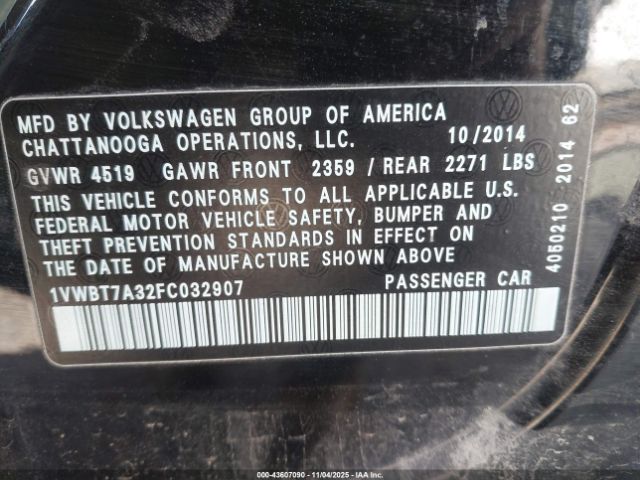 MFD BY VOLKSWAGEN GROUP OF AMERICA
CHATTANOOGA OPERATIONS, LLC. 10/2014
GVWR 4519 GAWR FRONT 2359 / REAR 2271 LBS
THIS VEHICLE CONFORMS TO ALL APPLICABLE U.S.
FEDERAL MOTOR VEHICLE SAFETY, BUMPER AND
THEFT PREVENTION STANDARDS IN EFFECT ON
THE DATE OF MANUFACTURE SHOWN ABOVE
1VWBT7A32FC032907 PASSENGER CAR
4050210 2014 62
000-43607090 - 11/04/2025 - IAA Inc.